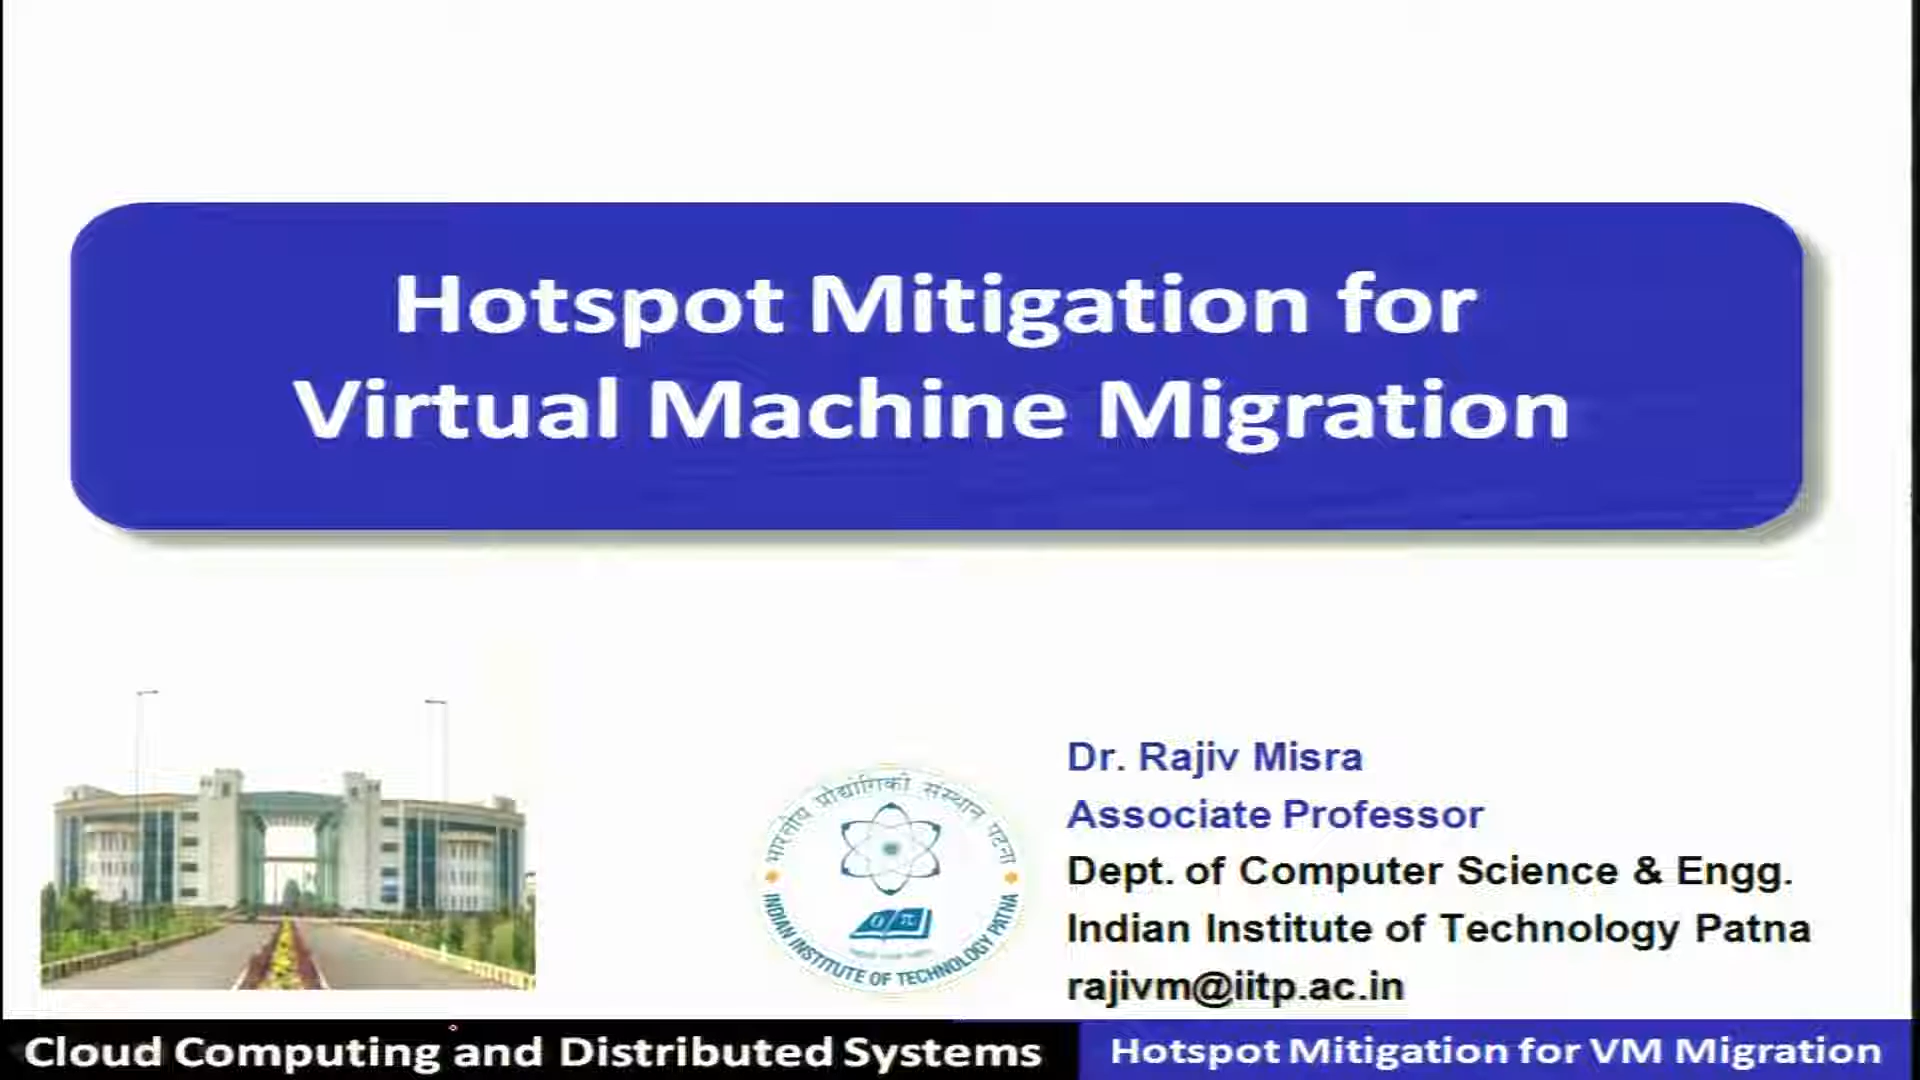 Hotspot Mitigation for
Virtual Machine Migration
Dr. Rajiv Misra
Associate Professor
Dept. of Computer Science & Engg.
Indian Institute of Technology Patna
rajivm@iitp.ac.in
भारतीय प्रौद्योगिकी संस्थान पटना
INDIAN INSTITUTE OF TECHNOLOGY PATNA
Cloud Computing and Distributed Systems
Hotspot Mitigation for VM Migration